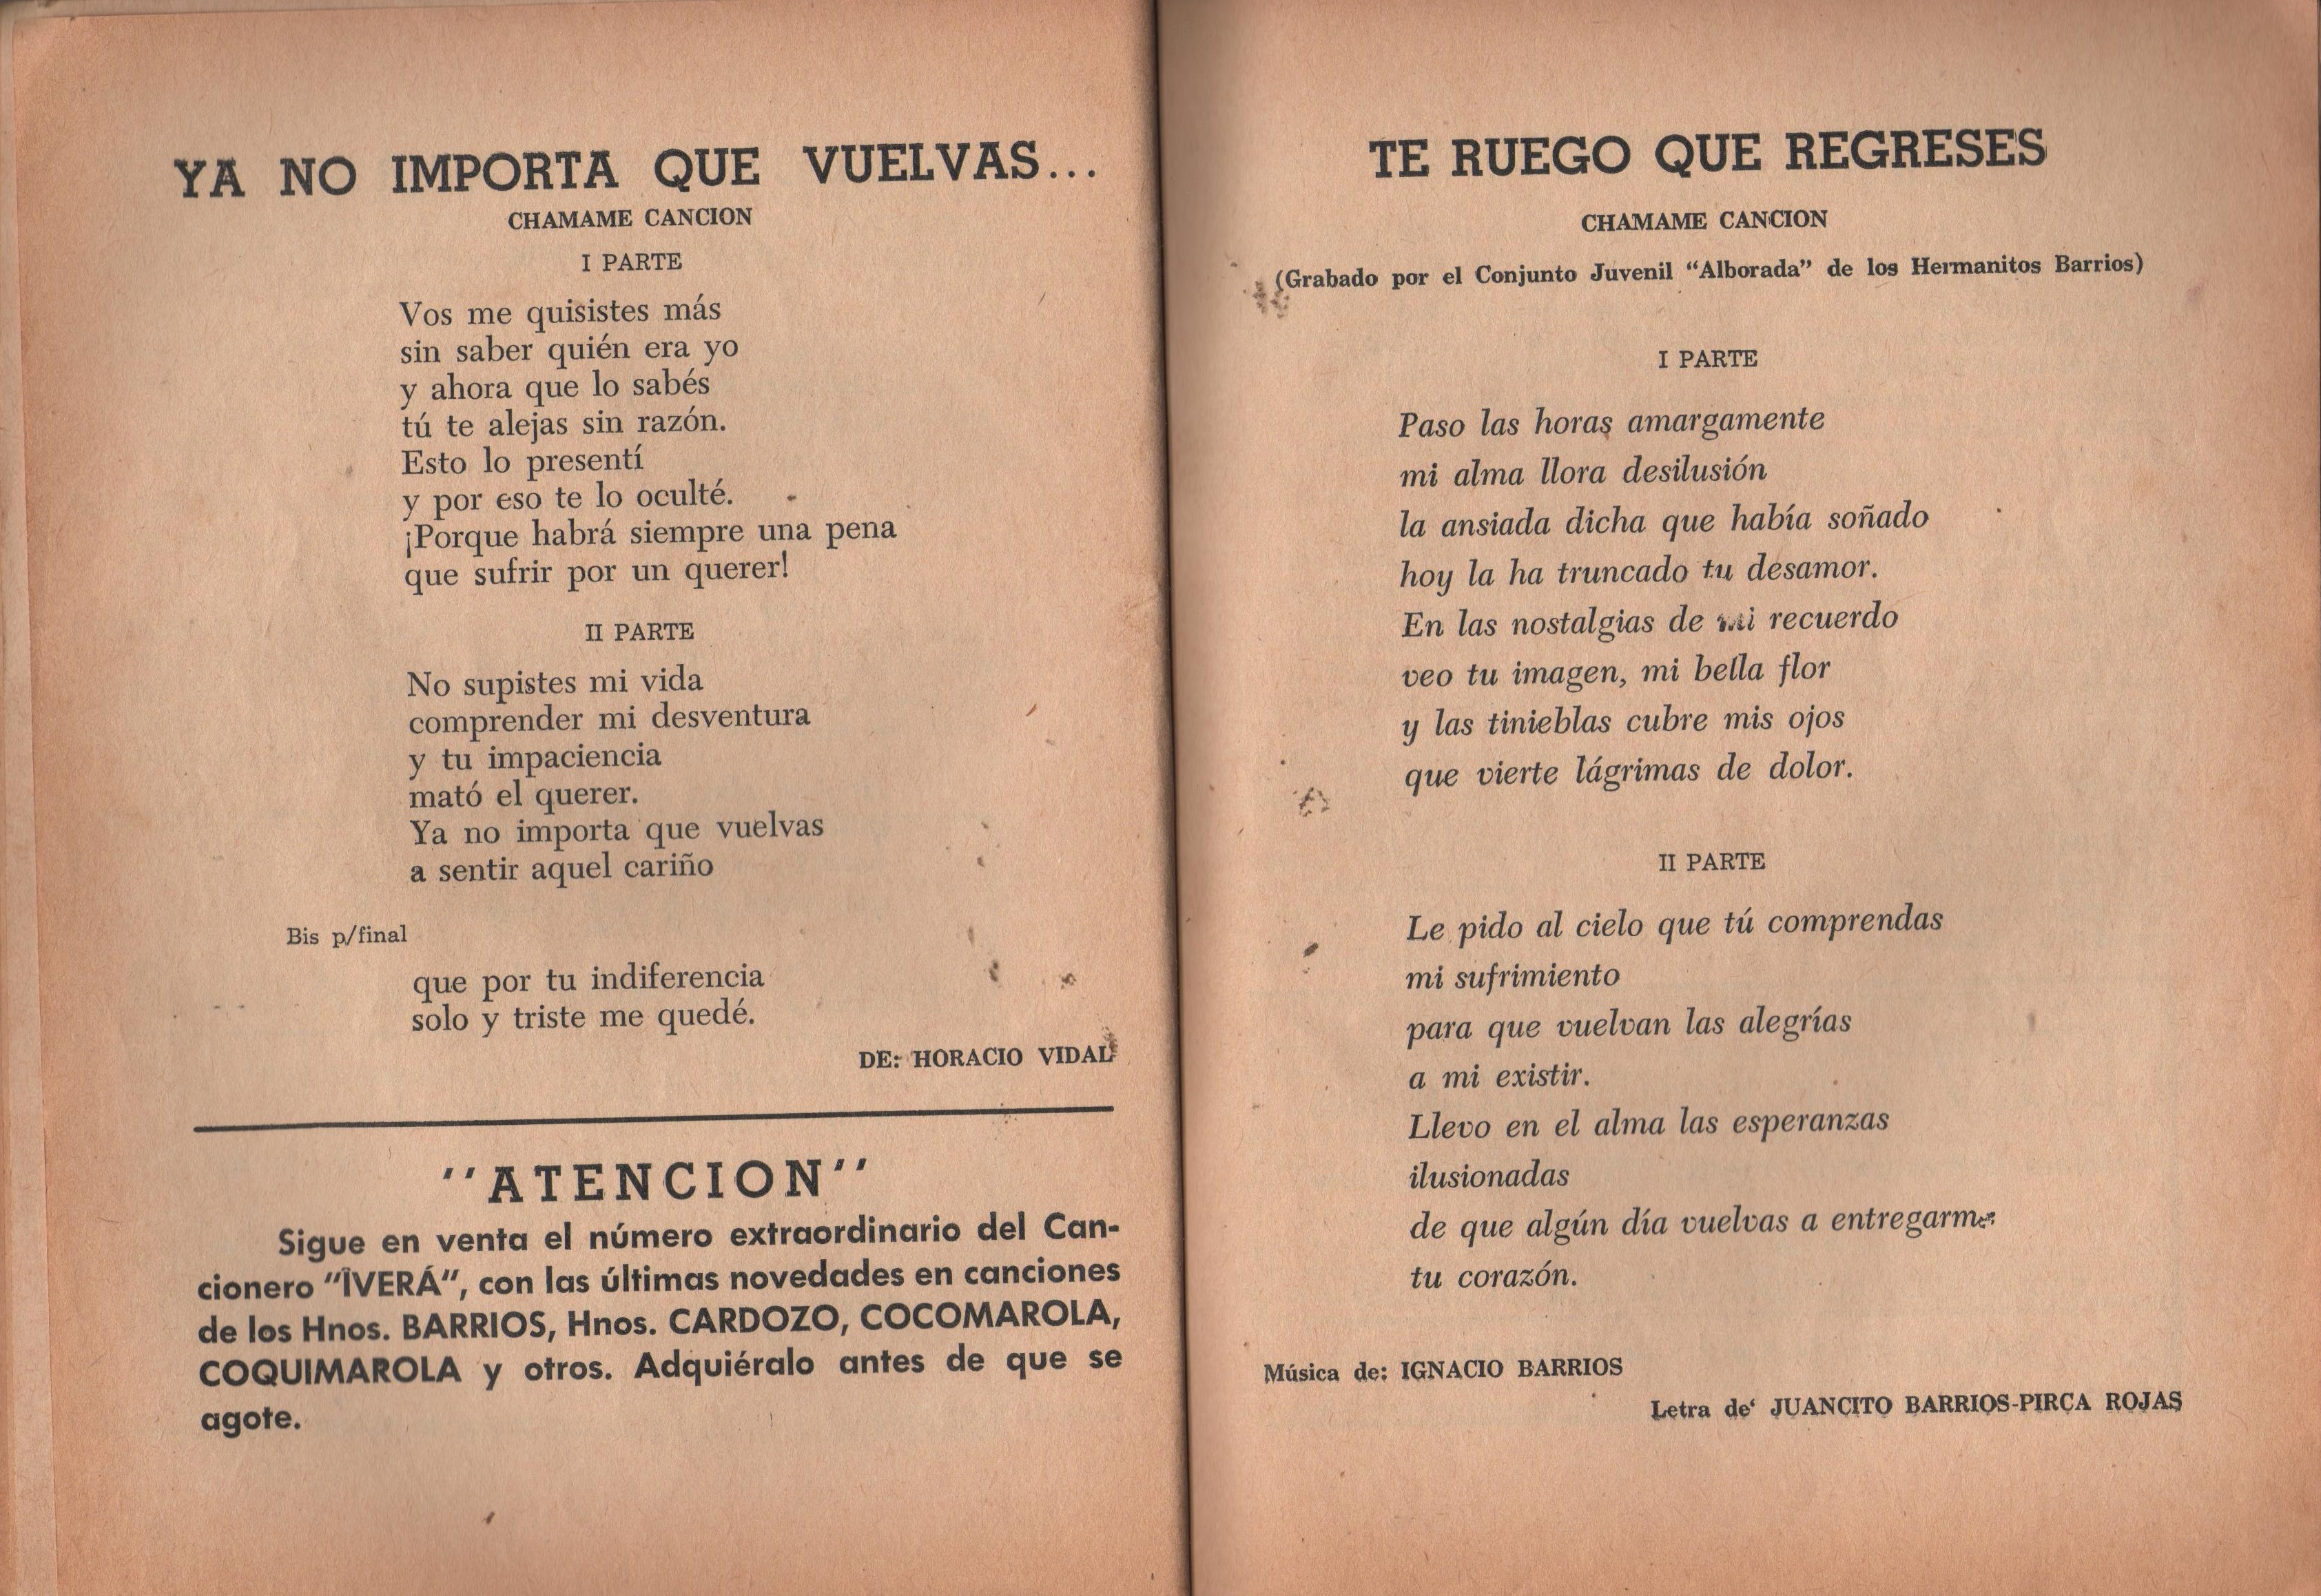 YA NO IMPORTA QUE VUELVAS...
CHAMAME CANCION
I PARTE
Vos me quisistes más
sin saber quién era yo
y ahora que lo sabés
tú te alejas sin razón.
Esto lo presentí
y por eso te lo oculté.
¡Porque habrá siempre una pena
que sufrir por un querer!
II PARTE
No supistes mi vida
comprender mi desventura
y tu impaciencia
mató el querer.
Ya no importa que vuelvas
a sentir aquel cariño
Bis p/final
que por tu indiferencia
solo y triste me quedé.
DE: HORACIO VIDAL
"ATENCION"
Sigue en venta el número extraordinario del Can-
cionero "ÎVERÁ", con las últimas novedades en canciones
de los Hnos. BARRIOS, Hnos. CARDOZO, COCOMAROLA,
COQUIMAROLA y otros. Adquiéralo antes de que se
agote.
TE RUEGO QUE REGRESES
CHAMAME CANCION
(Grabado por el Conjunto Juvenil "Alborada" de los Hermanitos Barrios)
I PARTE
Paso las horas amargamente
mi alma llora desilusión
la ansiada dicha que había soñado
hoy la ha truncado tu desamor.
En las nostalgias de mi recuerdo
veo tu imagen, mi bella flor
y las tinieblas cubre mis ojos
que vierte lágrimas de dolor.
II PARTE
Le pido al cielo que tú comprendas
mi sufrimiento
para que vuelvan las alegrías
a mi existir.
Llevo en el alma las esperanzas
ilusionadas
de que algún día vuelvas a entregarme
tu corazón.
Música de: IGNACIO BARRIOS
Letra de' JUANCITO BARRIOS-PIRCA ROJAS